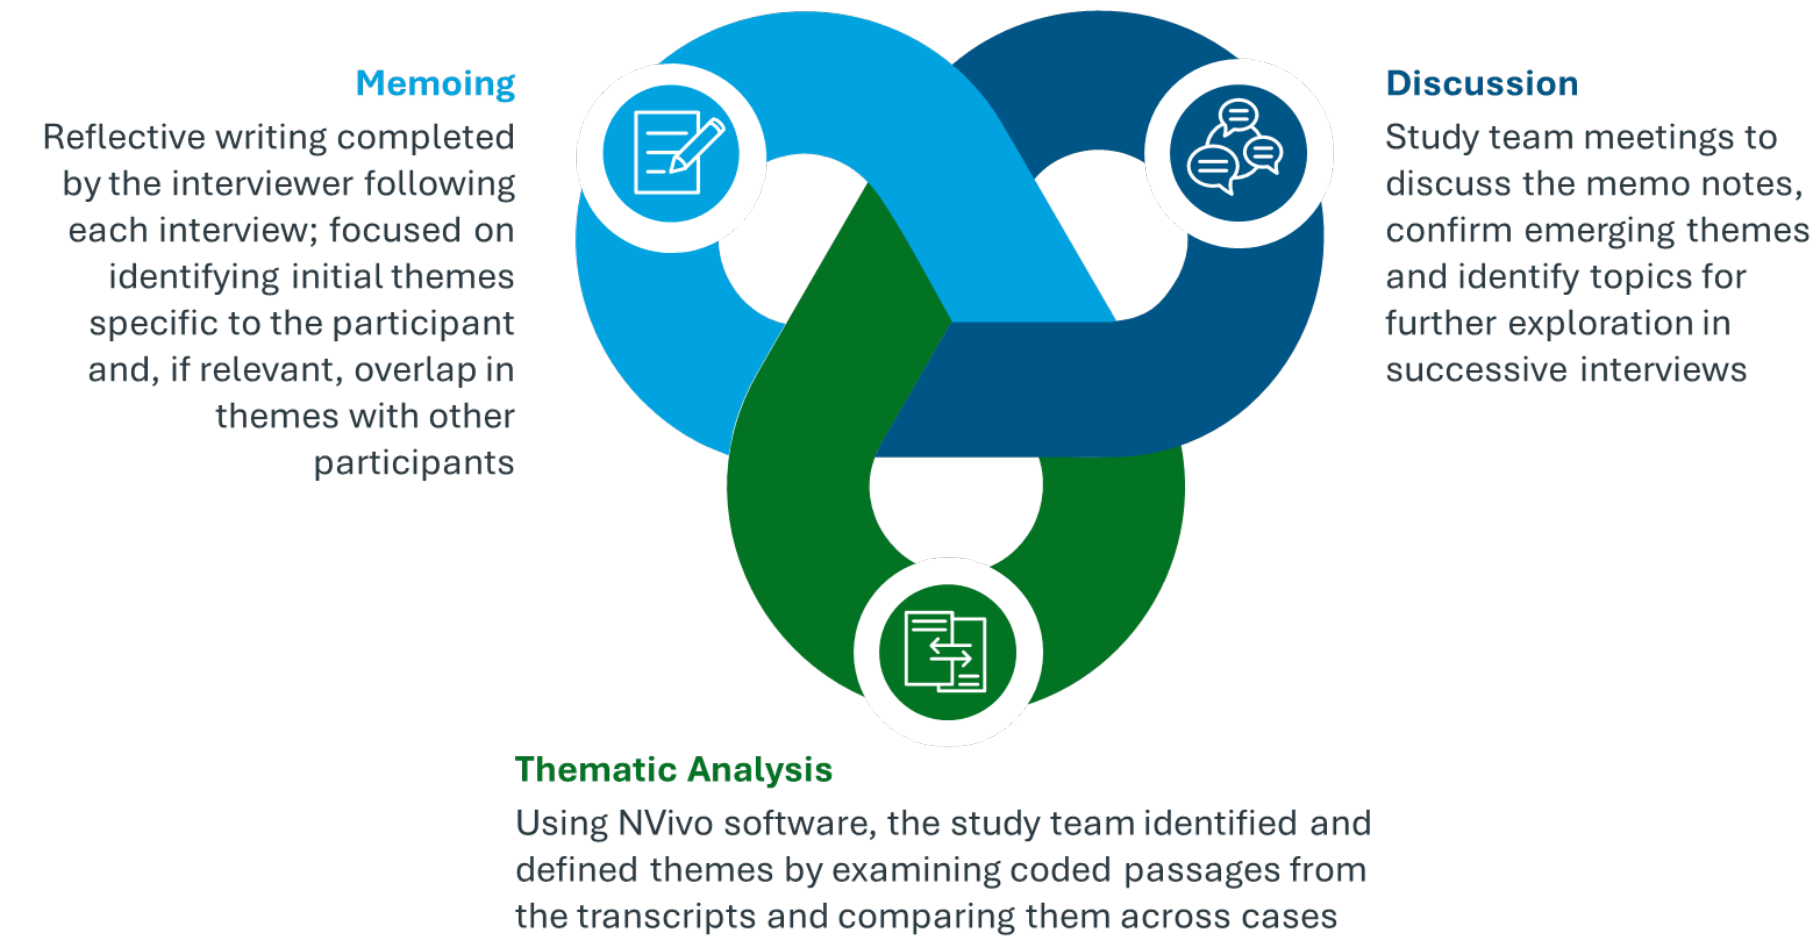 Memoing
Reflective writing completed
by the interviewer following
each interview; focused on
identifying initial themes
specific to the participant
and, if relevant, overlap in
themes with other
participants
Discussion
Study team meetings to
discuss the memo notes,
confirm emerging themes
and identify topics for
further exploration in
successive interviews
Thematic Analysis
Using NVivo software, the study team identified and
defined themes by examining coded passages from
the transcripts and comparing them across cases